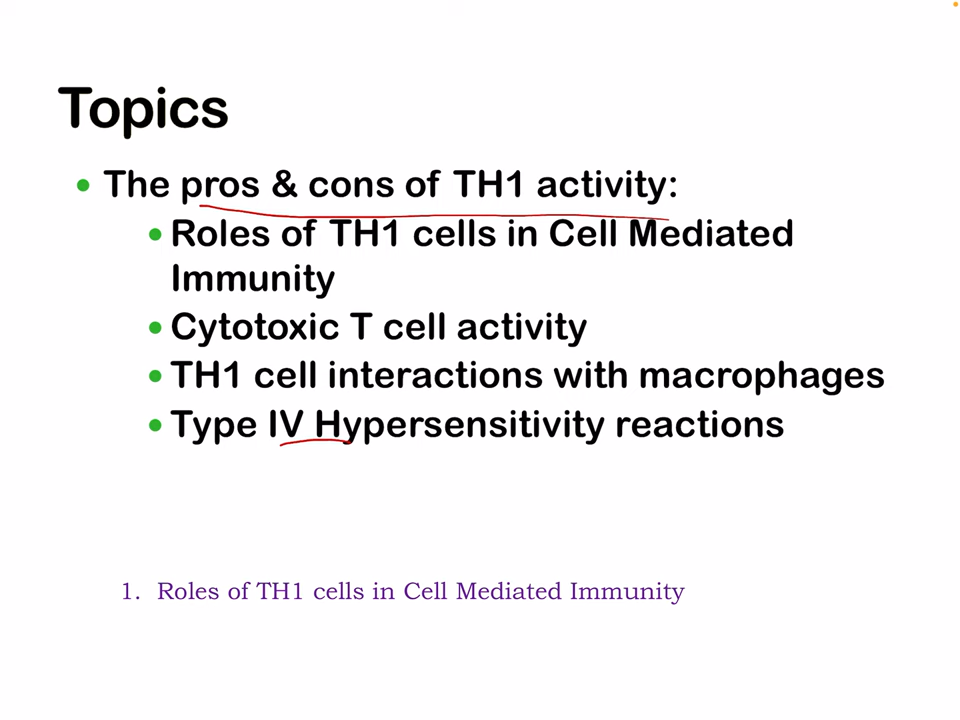 Topics
• The pros & cons of TH1 activity:
• Roles of TH1 cells in Cell Mediated
Immunity
• Cytotoxic T cell activity
• TH1 cell interactions with macrophages
• Type IV Hypersensitivity reactions
1. Roles of TH1 cells in Cell Mediated Immunity